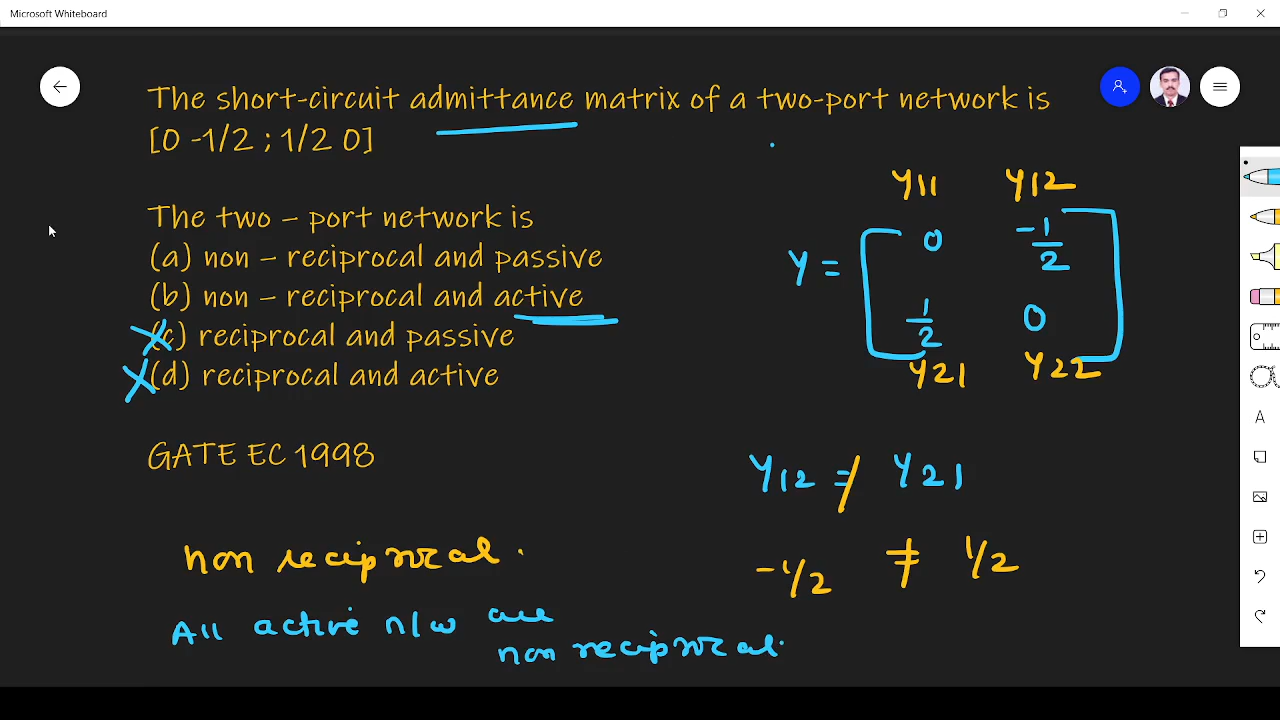 Microsoft Whiteboard
The short-circuit admittance matrix of a two-port network is
[0 -1/2 ; 1/2 0]
The two – port network is
(a) non – reciprocal and passive
(b) non – reciprocal and active
(c) reciprocal and passive
(d) reciprocal and active
GATE EC 1998
Y11 Y12
Y = [ 0 -1/2
1/2 0 ]
Y21 Y22
Y12 ≠ Y21
-1/2 ≠ 1/2
non reciprocal.
All active n/w are
non reciprocal.
A